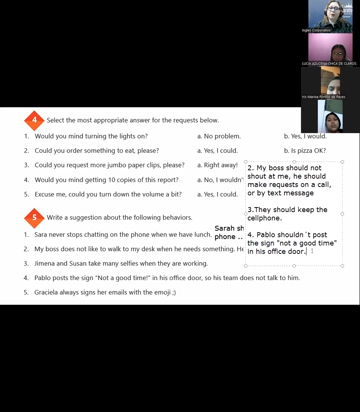 Inglés Corporativo
4 Select the most appropriate answer for the requests below.
1. Would you mind turning the lights on? a. No problem. b. Yes, I would.
2. Could you order something to eat, please? a. Yes, I could. b. Is pizza OK?
3. Could you request more jumbo paper clips, please? a. Right away!
4. Would you mind getting 10 copies of this report? a. No, I wouldn't
5. Excuse me, could you turn down the volume a bit? a. Yes, I could.
2. My boss should not
shout at me, he should
make requests on a call,
or by text message
3.They should keep the
cellphone.
4. Pablo shouldn´t post
the sign "not a good time"
in his office door.
5 Write a suggestion about the following behaviors.
1. Sara never stops chatting on the phone when we have lunch.
Sarah sh
phone ..
2. My boss does not like to walk to my desk when he needs something. He
3. Jimena and Susan take many selfies when they are working.
4. Pablo posts the sign "Not a good time!" in his office door, so his team does not talk to him.
5. Graciela always signs her emails with the emoji ;)